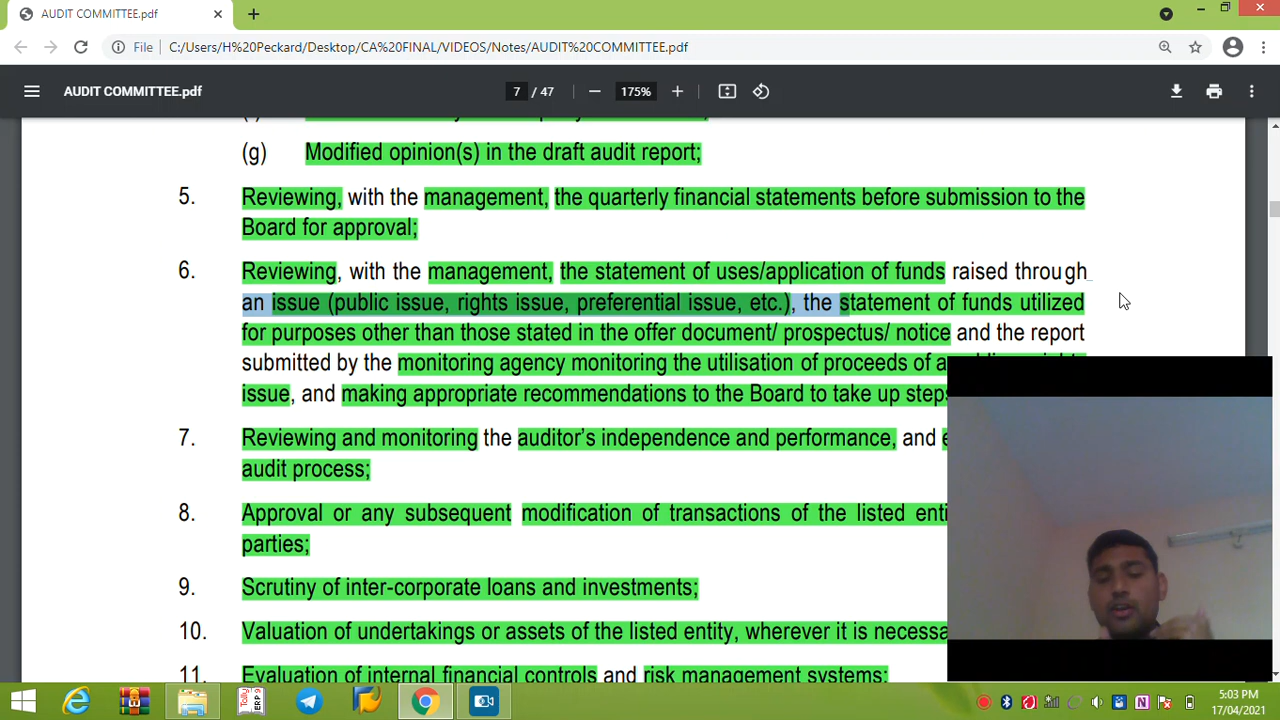 AUDIT COMMITTEE.pdf
File C:/Users/H%20Peckard/Desktop/CA%20FINAL/VIDEOS/Notes/AUDIT%20COMMITTEE.pdf
AUDIT COMMITTEE.pdf 7 / 47 175%
(g) Modified opinion(s) in the draft audit report;
5. Reviewing, with the management, the quarterly financial statements before submission to the
Board for approval;
6. Reviewing, with the management, the statement of uses/application of funds raised through
an issue (public issue, rights issue, preferential issue, etc.), the statement of funds utilized
for purposes other than those stated in the offer document/ prospectus/ notice and the report
submitted by the monitoring agency monitoring the utilisation of proceeds of a
issue, and making appropriate recommendations to the Board to take up steps
7. Reviewing and monitoring the auditor's independence and performance, and
audit process;
8. Approval or any subsequent modification of transactions of the listed
parties;
9. Scrutiny of inter-corporate loans and investments;
10. Valuation of undertakings or assets of the listed entity, wherever it is
11. Evaluation of internal financial controls and risk management systems;
Tally
ERP 9
5:03 PM
17/04/2021